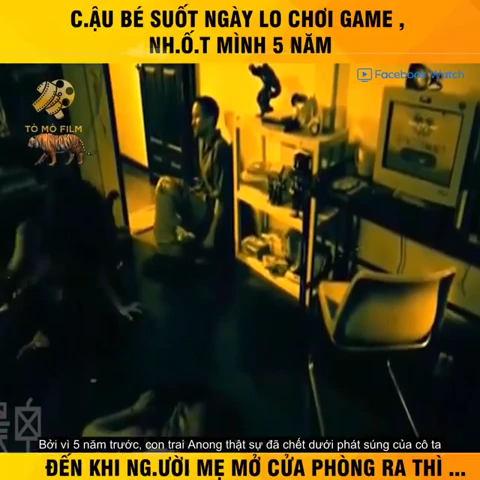 C.ẬU BÉ SUỐT NGÀY LO CHƠI GAME ,
NH.Ố.T MÌNH 5 NĂM
Facebook Watch
TÒ MÒ FILM
Bởi vì 5 năm trước, con trai Anong thật sự đã chết dưới phát súng của cô ta
ĐẾN KHI NG.ƯỜI MẸ MỞ CỬA PHÒNG RA THÌ ...